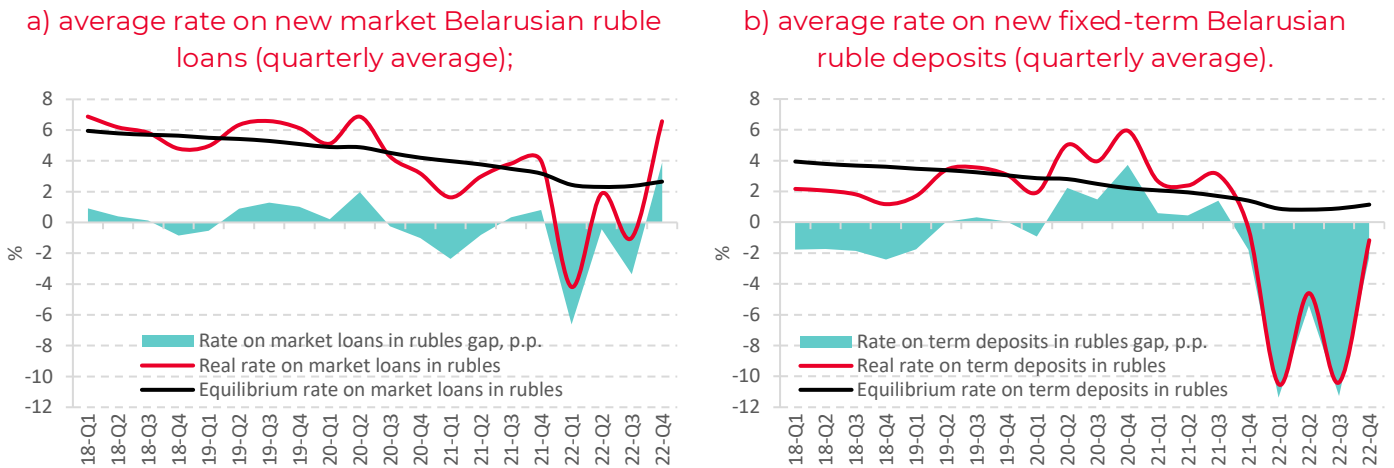 a) average rate on new market Belarusian ruble
loans (quarterly average);
8
6
4
2
0
-2
-4
-6
-8
-10
-12
%
Rate on market loans in rubles gap, p.p.
Real rate on market loans in rubles
Equilibrium rate on market loans in rubles
18-Q1
18-Q2
18-Q3
18-Q4
19-Q1
19-Q2
19-Q3
19-Q4
20-Q1
20-Q2
20-Q3
20-Q4
21-Q1
21-Q2
21-Q3
21-Q4
22-Q1
22-Q2
22-Q3
22-Q4
b) average rate on new fixed-term Belarusian
ruble deposits (quarterly average).
8
6
4
2
0
-2
-4
-6
-8
-10
-12
%
Rate on term deposits in rubles gap, p.p.
Real rate on term deposits in rubles
Equilibrium rate on term deposits in rubles
18-Q1
18-Q2
18-Q3
18-Q4
19-Q1
19-Q2
19-Q3
19-Q4
20-Q1
20-Q2
20-Q3
20-Q4
21-Q1
21-Q2
21-Q3
21-Q4
22-Q1
22-Q2
22-Q3
22-Q4